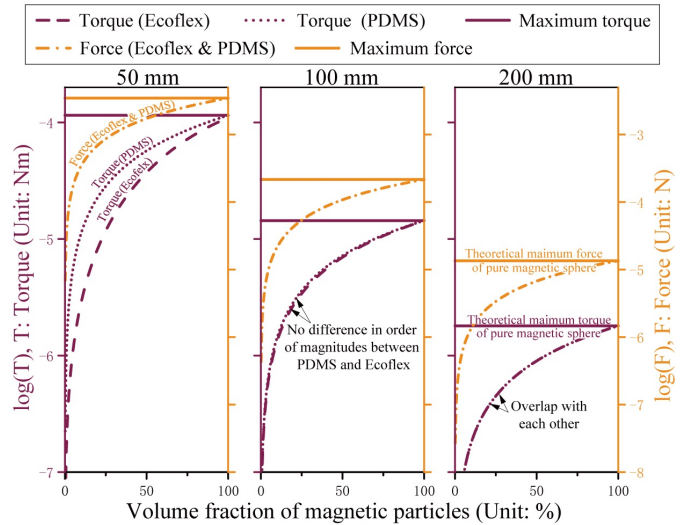 Torque (Ecoflex) Torque (PDMS) Maximum torque
Force (Ecoflex & PDMS) Maximum force
50 mm 100 mm 200 mm
log(T), T: Torque (Unit: Nm)
-4
-5
-6
-7
Force(Ecoflex & PDMS)
Torque(PDMS)
Torque(Ecofelx)
No difference in order
of magnitudes between
PDMS and Ecoflex
Theoretical maimum force
of pure magnetic sphere
Theoretical maimum torque
of pure magnetic sphere
Overlap with
each other
-3
-4
-5
-6
-7
-8
log(F), F: Force (Unit: N)
0 50 100 0 50 100 0 50 100
Volume fraction of magnetic particles (Unit: %)